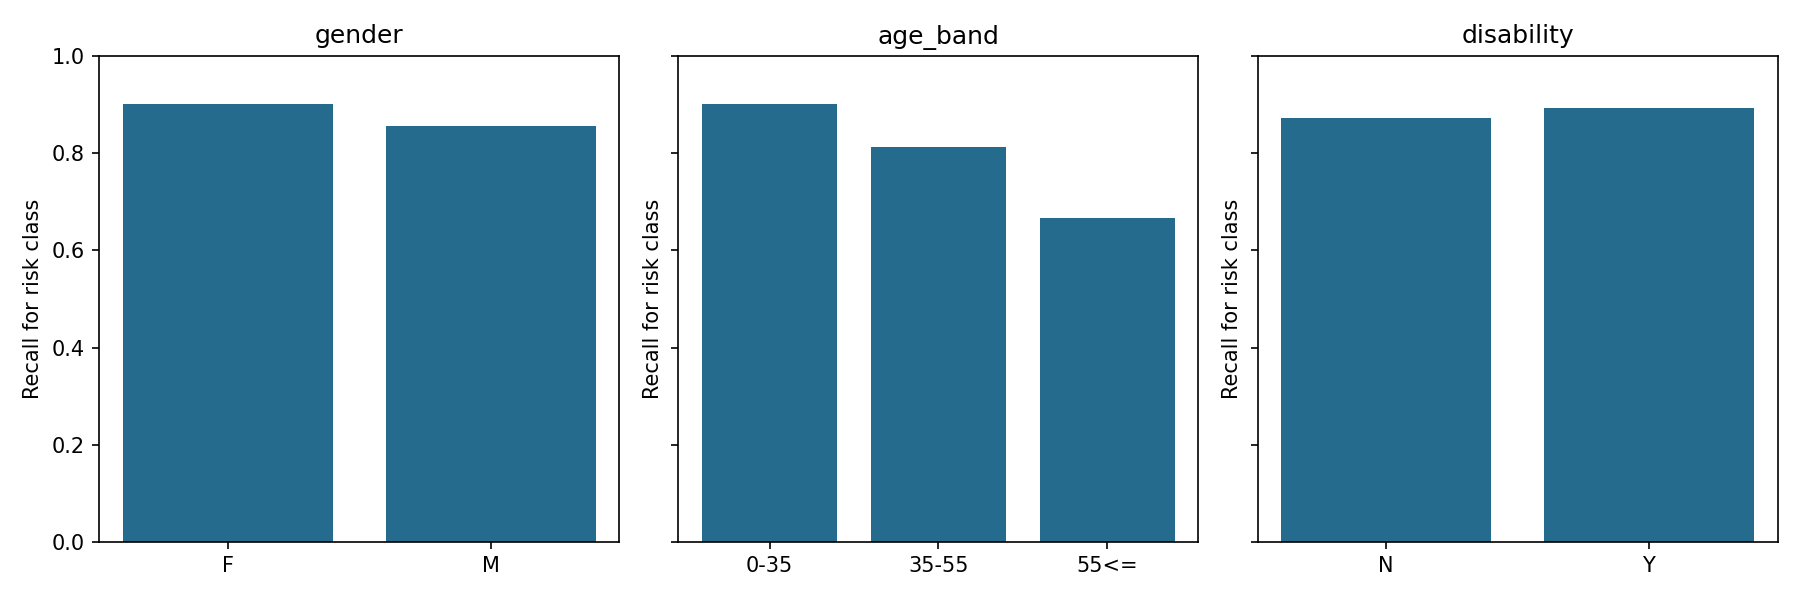 gender
Recall for risk class
1.0
0.8
0.6
0.4
0.2
0.0
F M
age_band
Recall for risk class
0-35 35-55 55<=
disability
Recall for risk class
N Y